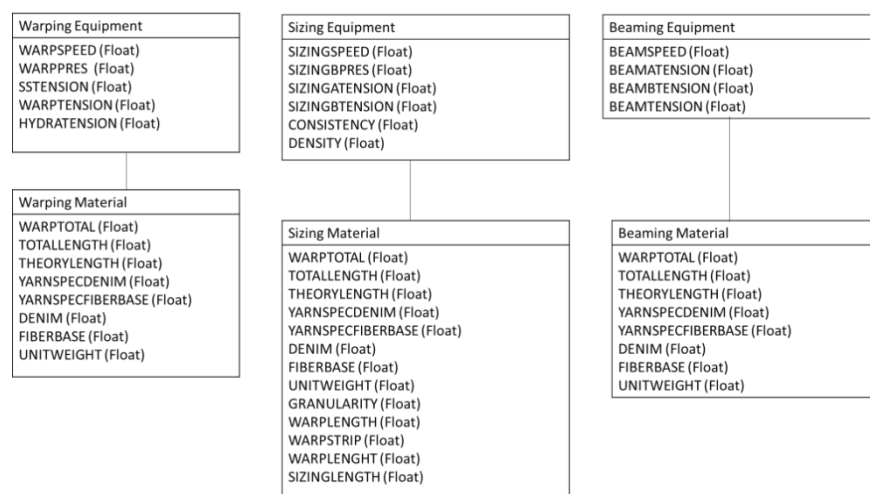 Warping Equipment
WARPSPEED (Float)
WARPPRES (Float)
SSTENSION (Float)
WARPTENSION (Float)
HYDRATENSION (Float)
Sizing Equipment
SIZINGSPEED (Float)
SIZINGBPRES (Float)
SIZINGATENSION (Float)
SIZINGBTENSION (Float)
CONSISTENCY (Float)
DENSITY (Float)
Beaming Equipment
BEAMSPEED (Float)
BEAMATENSION (Float)
BEAMBTENSION (Float)
BEAMTENSION (Float)
Warping Material
WARPTOTAL (Float)
TOTALLENGTH (Float)
THEORYLENGTH (Float)
YARNSPECDENIM (Float)
YARNSPECFIBERBASE (Float)
DENIM (Float)
FIBERBASE (Float)
UNITWEIGHT (Float)
Sizing Material
WARPTOTAL (Float)
TOTALLENGTH (Float)
THEORYLENGTH (Float)
YARNSPECDENIM (Float)
YARNSPECFIBERBASE (Float)
DENIM (Float)
FIBERBASE (Float)
UNITWEIGHT (Float)
GRANULARITY (Float)
WARPLENGTH (Float)
WARPSTRIP (Float)
WARPLENGHT (Float)
SIZINGLENGTH (Float)
Beaming Material
WARPTOTAL (Float)
TOTALLENGTH (Float)
THEORYLENGTH (Float)
YARNSPECDENIM (Float)
YARNSPECFIBERBASE (Float)
DENIM (Float)
FIBERBASE (Float)
UNITWEIGHT (Float)